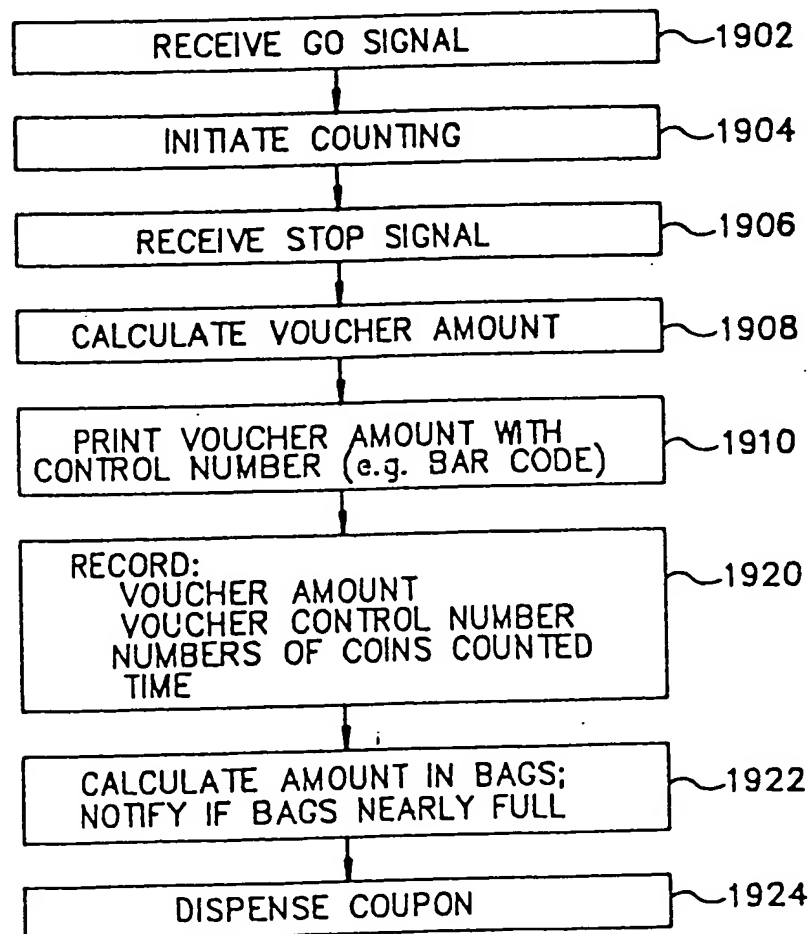 RECEIVE GO SIGNAL 1902
INITIATE COUNTING 1904
RECEIVE STOP SIGNAL 1906
CALCULATE VOUCHER AMOUNT 1908
PRINT VOUCHER AMOUNT WITH
CONTROL NUMBER (e.g. BAR CODE) 1910
RECORD:
VOUCHER AMOUNT 1920
VOUCHER CONTROL NUMBER
NUMBERS OF COINS COUNTED
TIME
CALCULATE AMOUNT IN BAGS;
NOTIFY IF BAGS NEARLY FULL 1922
DISPENSE COUPON 1924